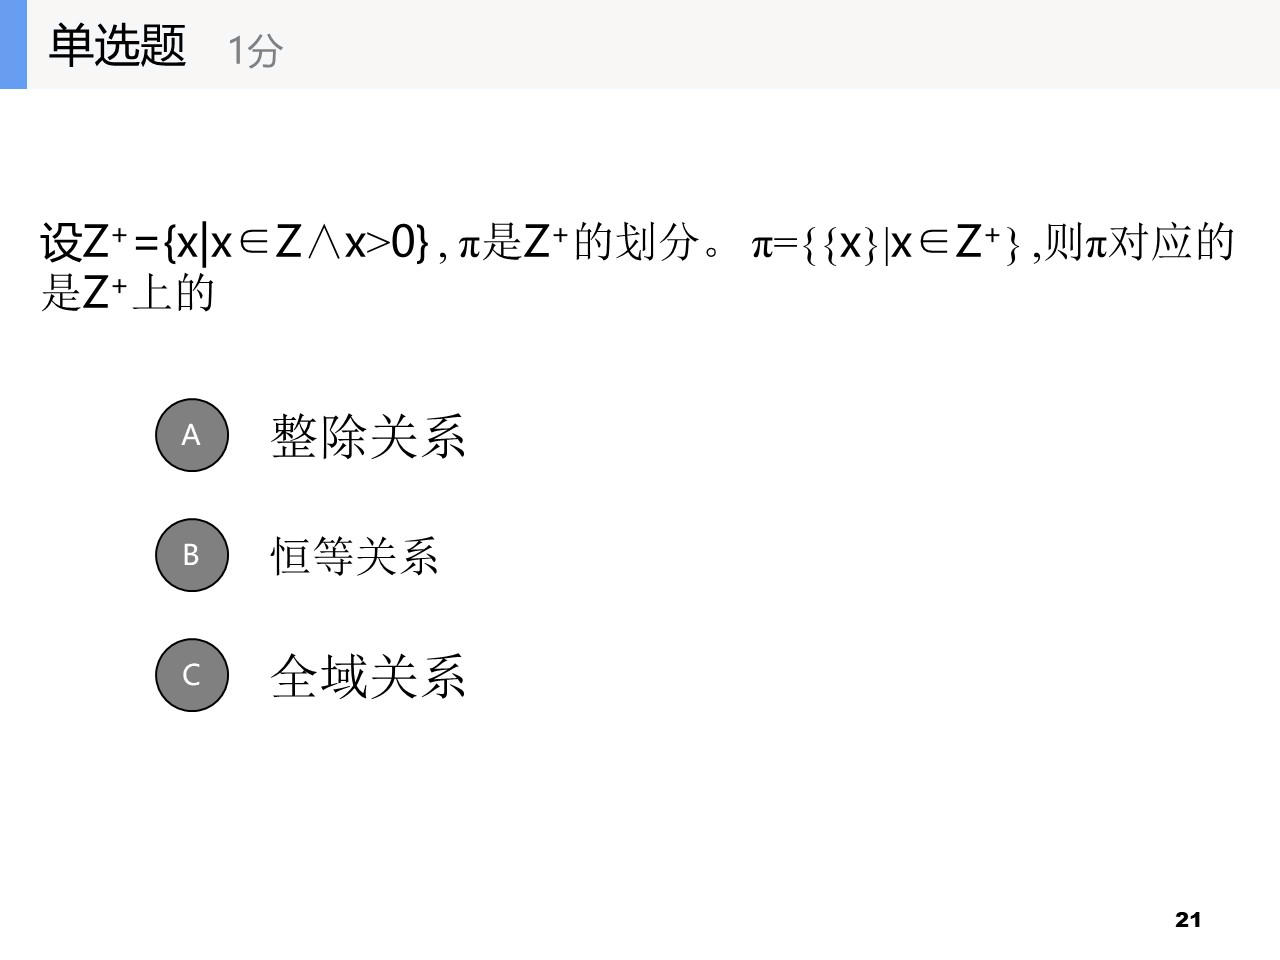 单选题 1分
设Z⁺={x|x∈Z∧x>0} , π是Z⁺的划分。 π={{x}|x∈Z⁺} ,则π对应的
是Z⁺上的
A 整除关系
B 恒等关系
C 全域关系
21